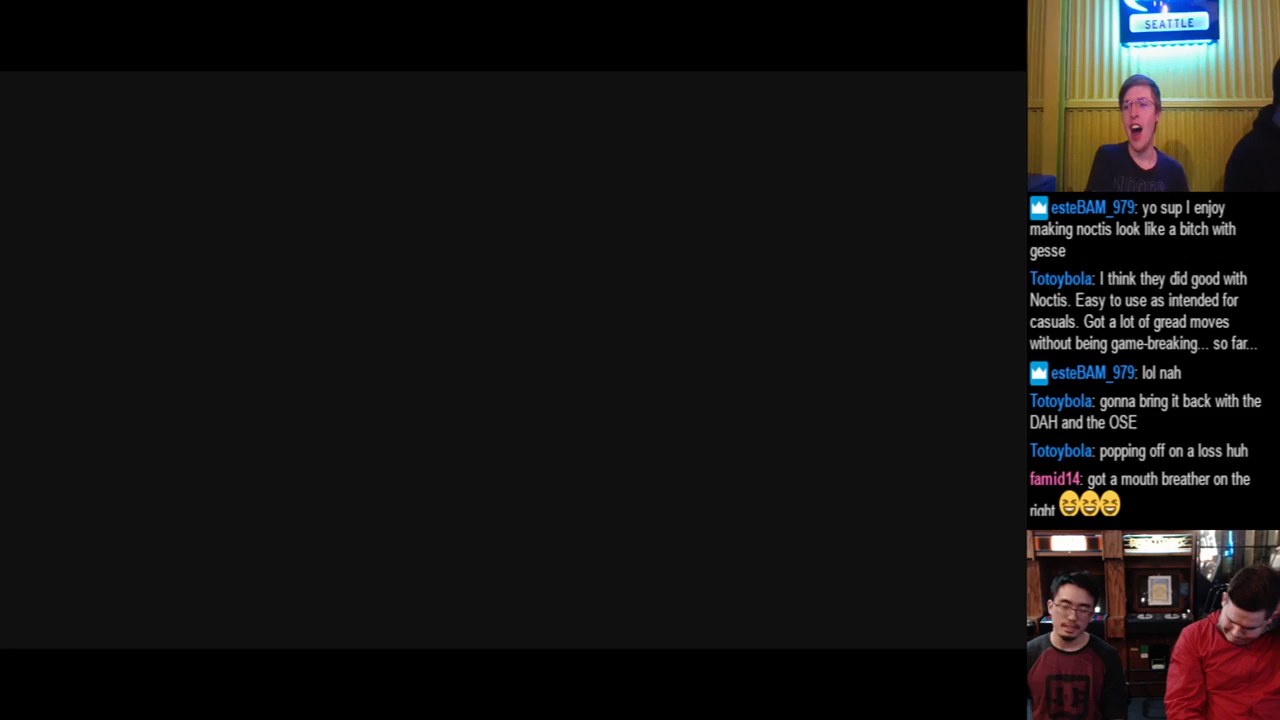 SEATTLE
esteBAM_979: yo sup I enjoy
making noctis look like a bitch with
gesse
Totoybola: I think they did good with
Noctis. Easy to use as intended for
casuals. Got a lot of gread moves
without being game-breaking... so far...
esteBAM_979: lol nah
Totoybola: gonna bring it back with the
DAH and the OSE
Totoybola: popping off on a loss huh
famid14: got a mouth breather on the
right